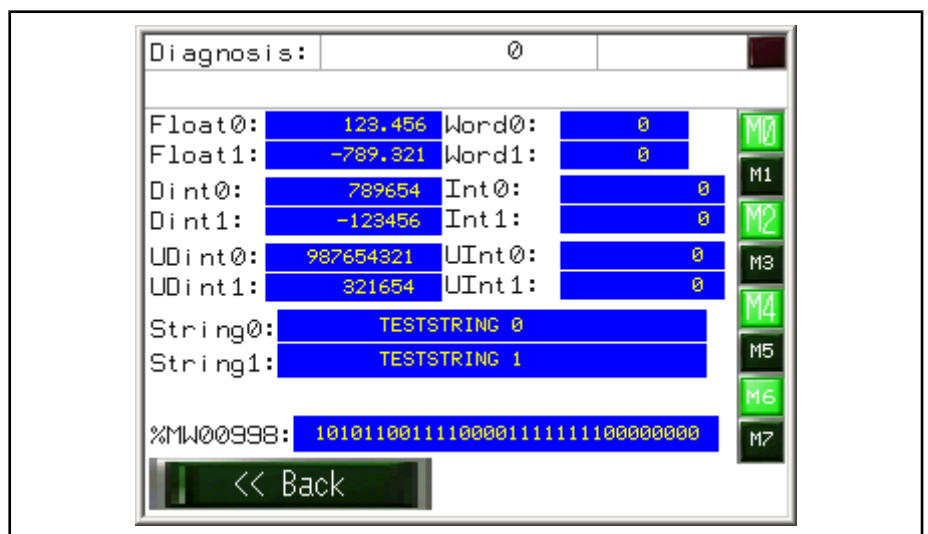 Diagnosis: 0
Float0: 123.456 Word0: 0 M0
Float1: -789.321 Word1: 0
M1
Dint0: 789654 Int0: 0
Dint1: -123456 Int1: 0 M2
UDint0: 987654321 UInt0: 0 M3
UDint1: 321654 UInt1: 0
M4
String0: TESTSTRING 0
String1: TESTSTRING 1 M5
M6
%MW00998: 10101100111100001111111100000000 M7
<< Back